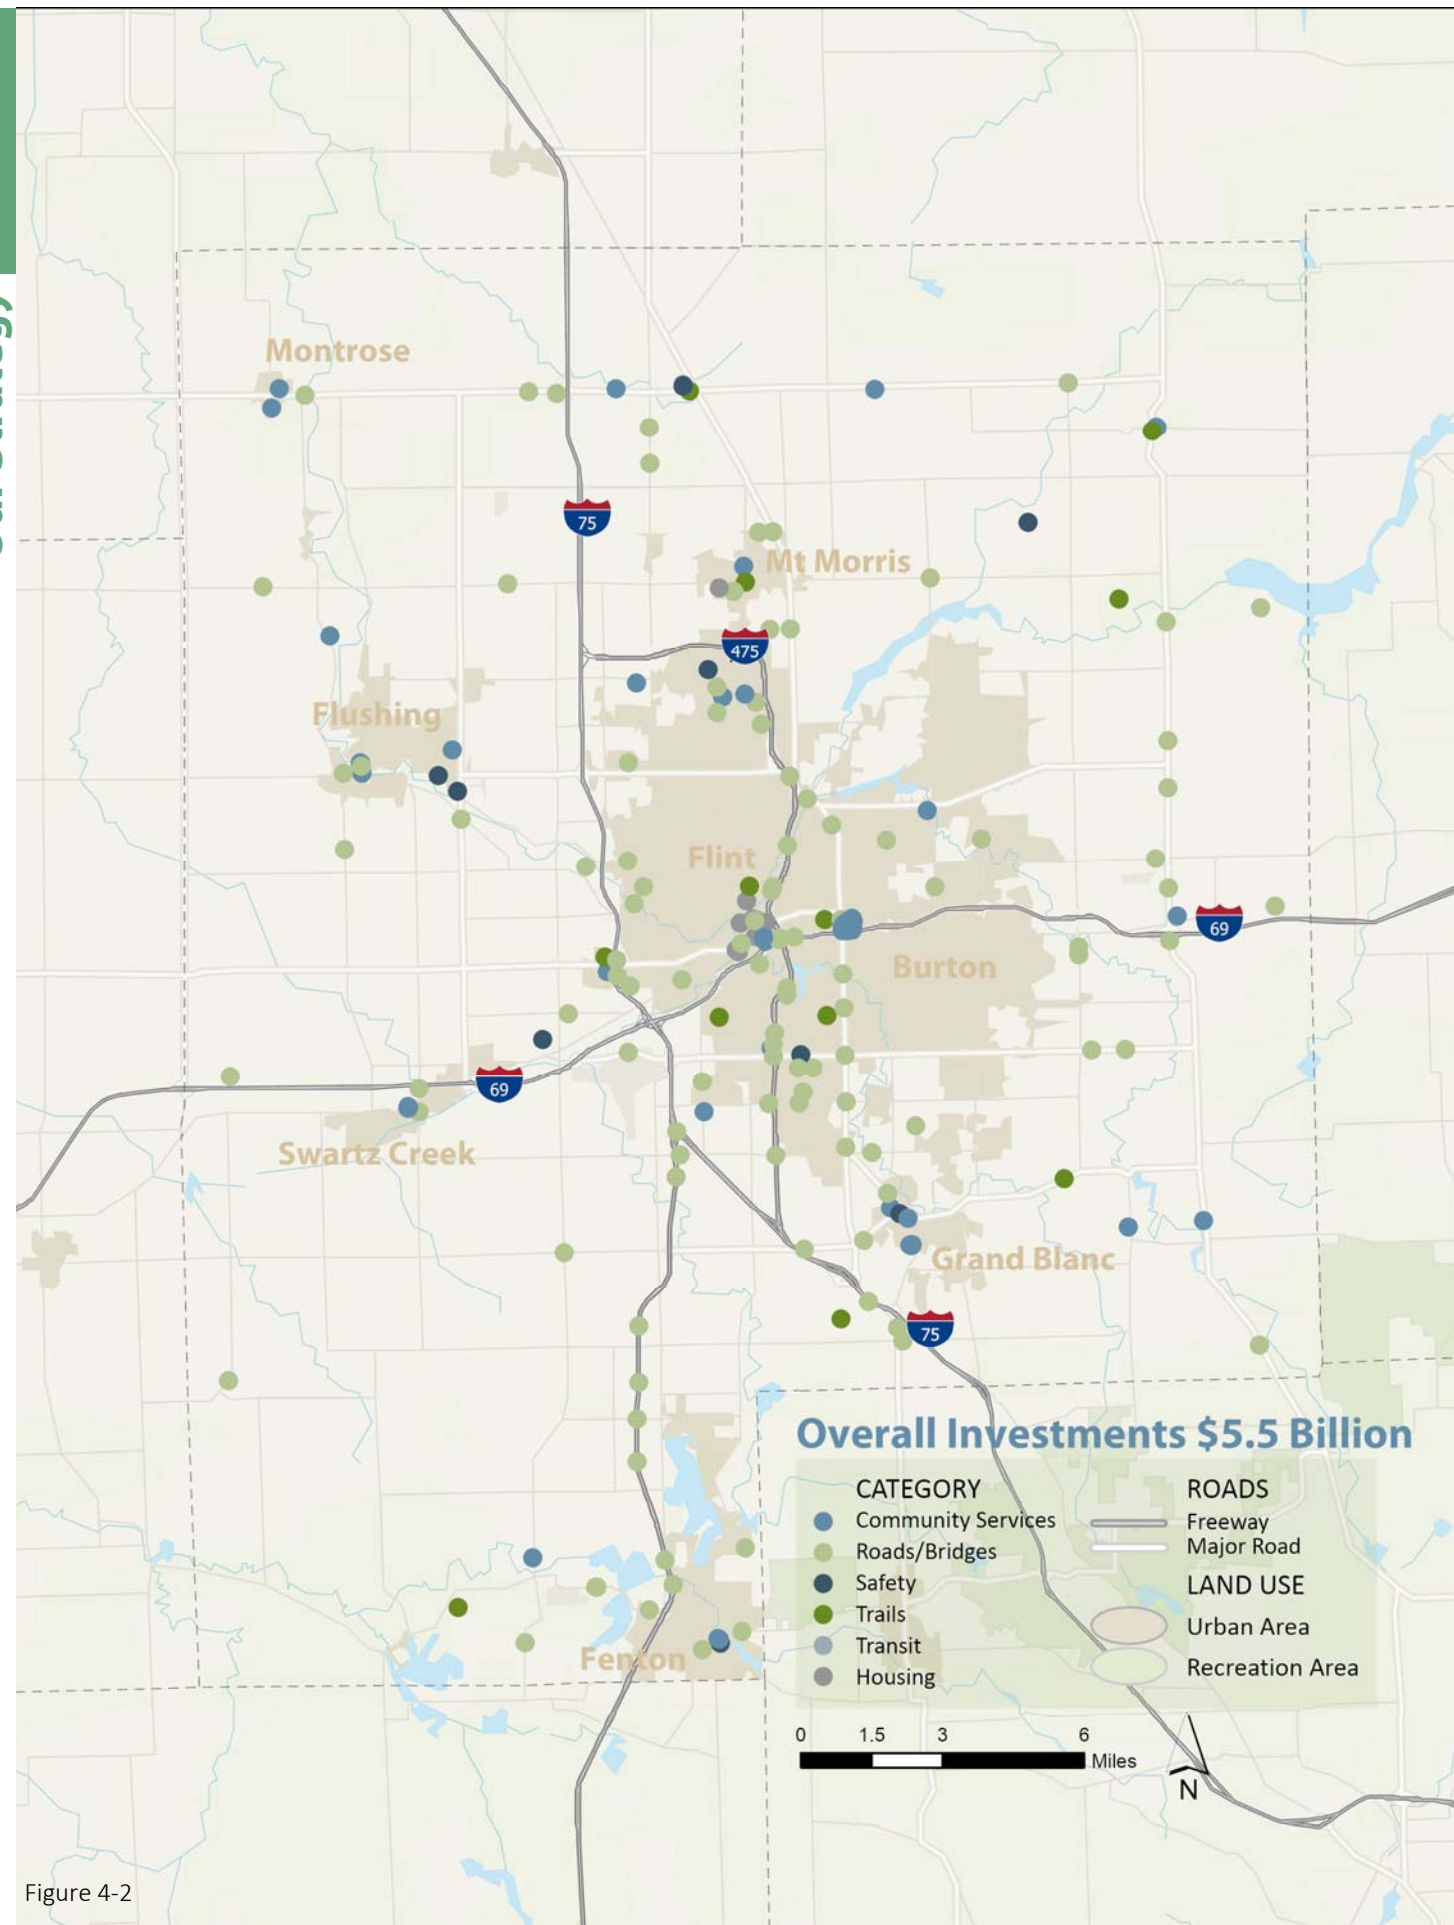 Montrose
75
Mt Morris
475
Flushing
Flint
69
Burton
69
Swartz Creek
Grand Blanc
75
Overall Investments $5.5 Billion
CATEGORY
Community Services
Roads/Bridges
Safety
Trails
Transit
Housing
ROADS
Freeway
Major Road
LAND USE
Urban Area
Recreation Area
Fenton
0 1.5 3 6
Miles
N
Figure 4-2